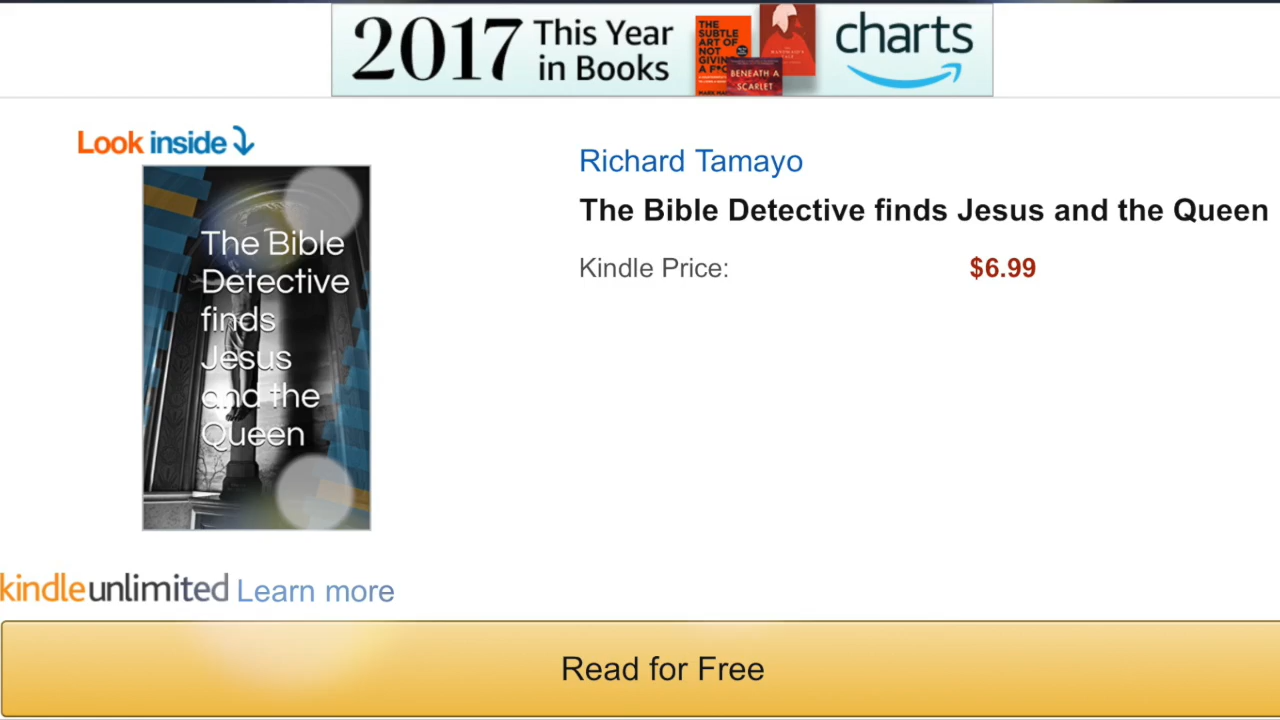 2017 This Year
in Books
THE
SUBTLE
ART OF
NOT
GIVIN
BENEATH A
SCARLET
charts
Look inside
The Bible
Detective
finds
Jesus
and the
Queen
Richard Tamayo
The Bible Detective finds Jesus and the Queen
Kindle Price: $6.99
kindleunlimited Learn more
Read for Free